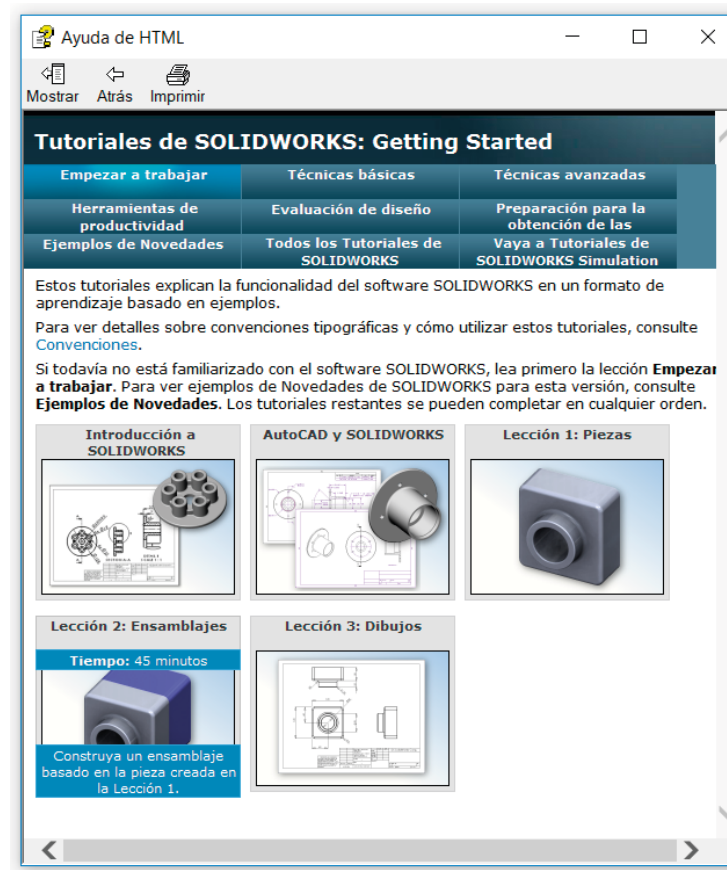 Ayuda de HTML
Mostrar Atrás Imprimir
Tutoriales de SOLIDWORKS: Getting Started
Empezar a trabajar Técnicas básicas Técnicas avanzadas
Herramientas de productividad Evaluación de diseño Preparación para la obtención de las
Ejemplos de Novedades Todos los Tutoriales de SOLIDWORKS Vaya a Tutoriales de SOLIDWORKS Simulation
Estos tutoriales explican la funcionalidad del software SOLIDWORKS en un formato de
aprendizaje basado en ejemplos.
Para ver detalles sobre convenciones tipográficas y cómo utilizar estos tutoriales, consulte
Convenciones.
Si todavía no está familiarizado con el software SOLIDWORKS, lea primero la lección Empezar
a trabajar. Para ver ejemplos de Novedades de SOLIDWORKS para esta versión, consulte
Ejemplos de Novedades. Los tutoriales restantes se pueden completar en cualquier orden.
Introducción a
SOLIDWORKS
AutoCAD y SOLIDWORKS
Lección 1: Piezas
Lección 2: Ensamblajes
Tiempo: 45 minutos
Construya un ensamblaje
basado en la pieza creada en
la Lección 1.
Lección 3: Dibujos